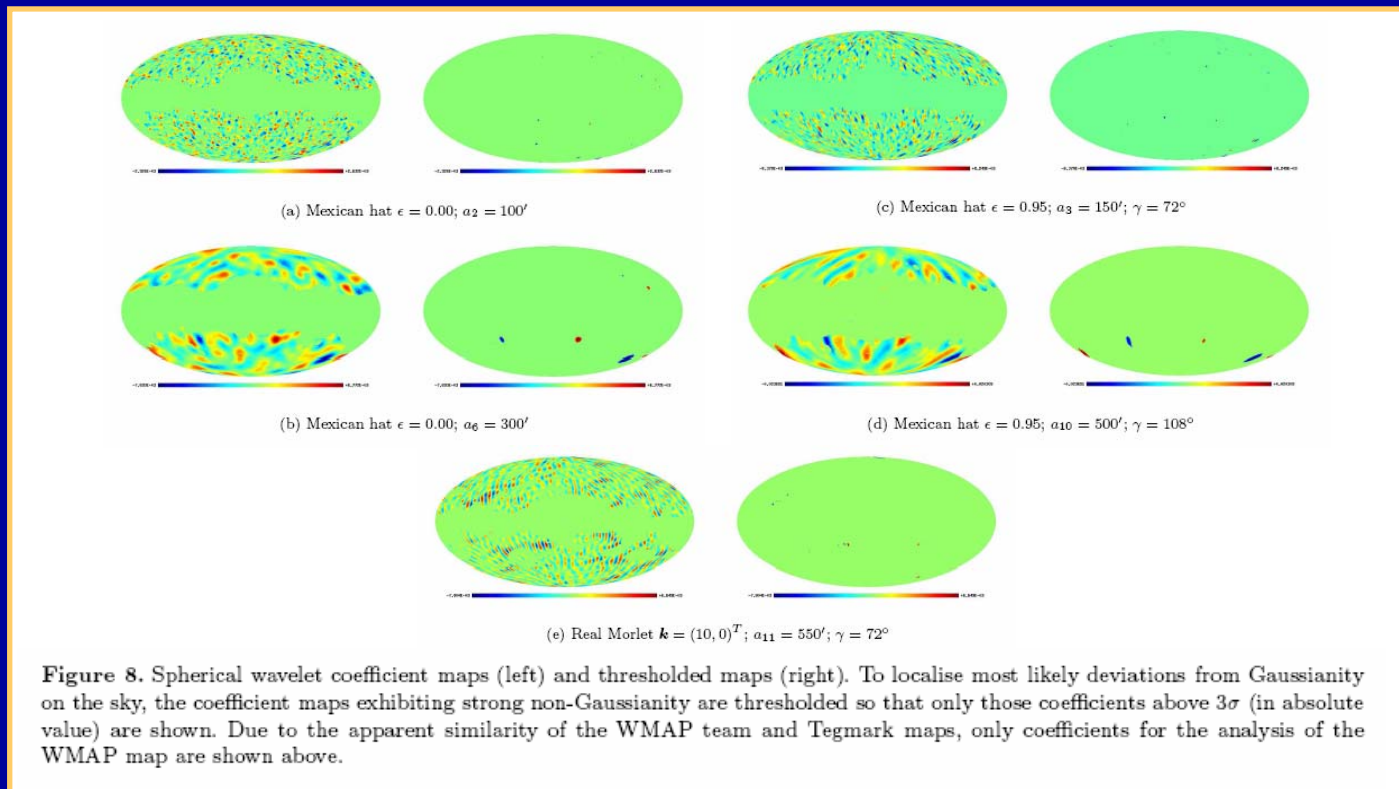 (a) Mexican hat ϵ = 0.00; a₂ = 100′
(c) Mexican hat ϵ = 0.95; a₃ = 150′; γ = 72°
(b) Mexican hat ϵ = 0.00; a₆ = 300′
(d) Mexican hat ϵ = 0.95; a₁₀ = 500′; γ = 108°
(e) Real Morlet k = (10, 0)ᵀ; a₁₁ = 550′; γ = 72°
Figure 8. Spherical wavelet coefficient maps (left) and thresholded maps (right). To localise most likely deviations from Gaussianity
on the sky, the coefficient maps exhibiting strong non-Gaussianity are thresholded so that only those coefficients above 3σ (in absolute
value) are shown. Due to the apparent similarity of the WMAP team and Tegmark maps, only coefficients for the analysis of the
WMAP map are shown above.